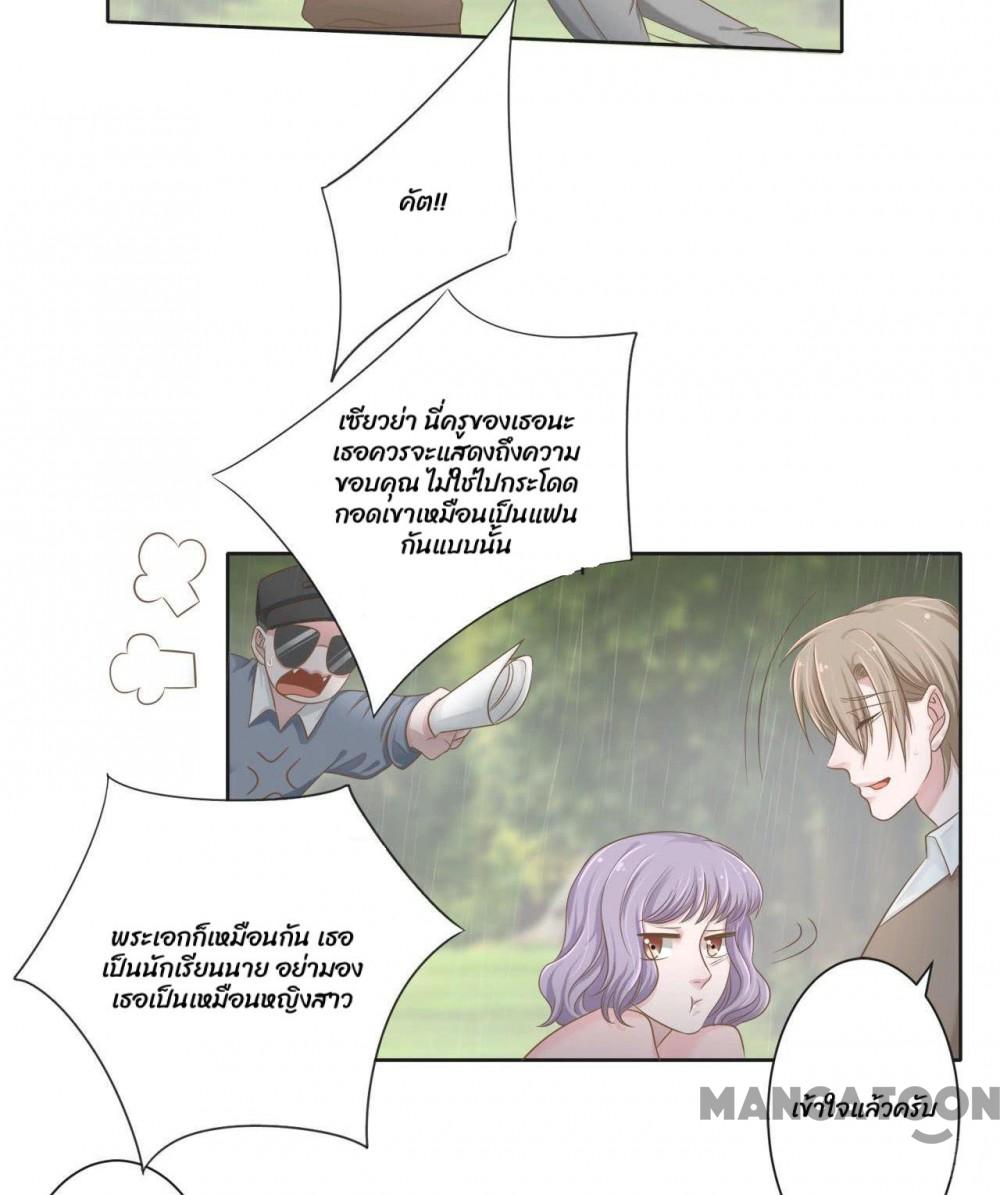 คัต!!
เซียวย่า นี่ครูของเธอนะ
เธอควรจะแสดงถึงความ
ขอบคุณ ไม่ใช่ไปกระโดด
กอดเขาเหมือนเป็นแฟน
กันแบบนั้น
พระเอกก็เหมือนกัน เธอ
เป็นนักเรียนนาย อย่ามอง
เธอเป็นเหมือนหญิงสาว
เข้าใจแล้วครับ
MANGATOON